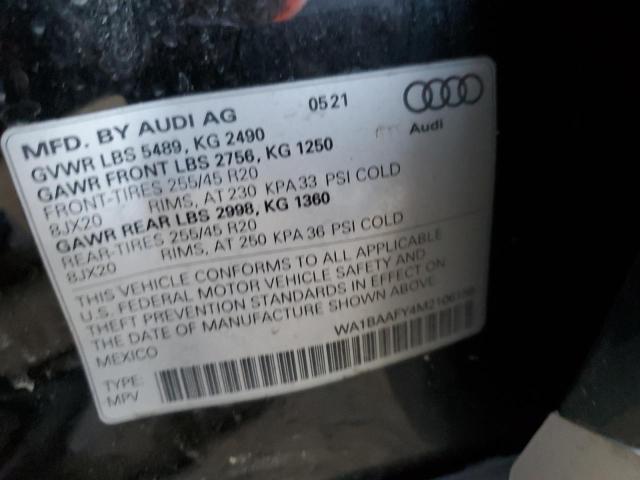 MFD. BY AUDI AG 05 21
Audi
GVWR LBS 5489, KG 2490
GAWR FRONT LBS 2756, KG 1250
FRONT-TIRES 255/45 R20
8JX20 RIMS, AT 230 KPA 33 PSI COLD
GAWR REAR LBS 2998, KG 1360
REAR-TIRES 255/45 R20
8JX20 RIMS, AT 250 KPA 36 PSI COLD
THIS VEHICLE CONFORMS TO ALL APPLICABLE
U.S. FEDERAL MOTOR VEHICLE SAFETY AND
THEFT PREVENTION STANDARDS IN EFFECT ON
THE DATE OF MANUFACTURE SHOWN ABOVE
MEXICO
TYPE:
MPV